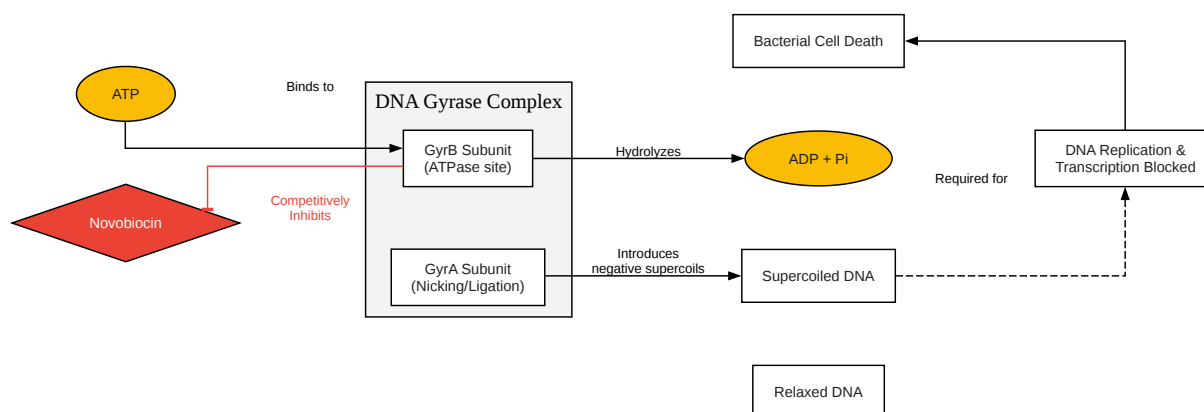 Bacterial Cell Death
ATP
Binds to
DNA Gyrase Complex
GyrB Subunit
(ATPase site)
Hydrolyzes
ADP + Pi
DNA Replication &
Transcription Blocked
Required for
Novobiocin
Competitively
Inhibits
GyrA Subunit
(Nicking/Ligation)
Introduces
negative supercoils
Supercoiled DNA
Relaxed DNA